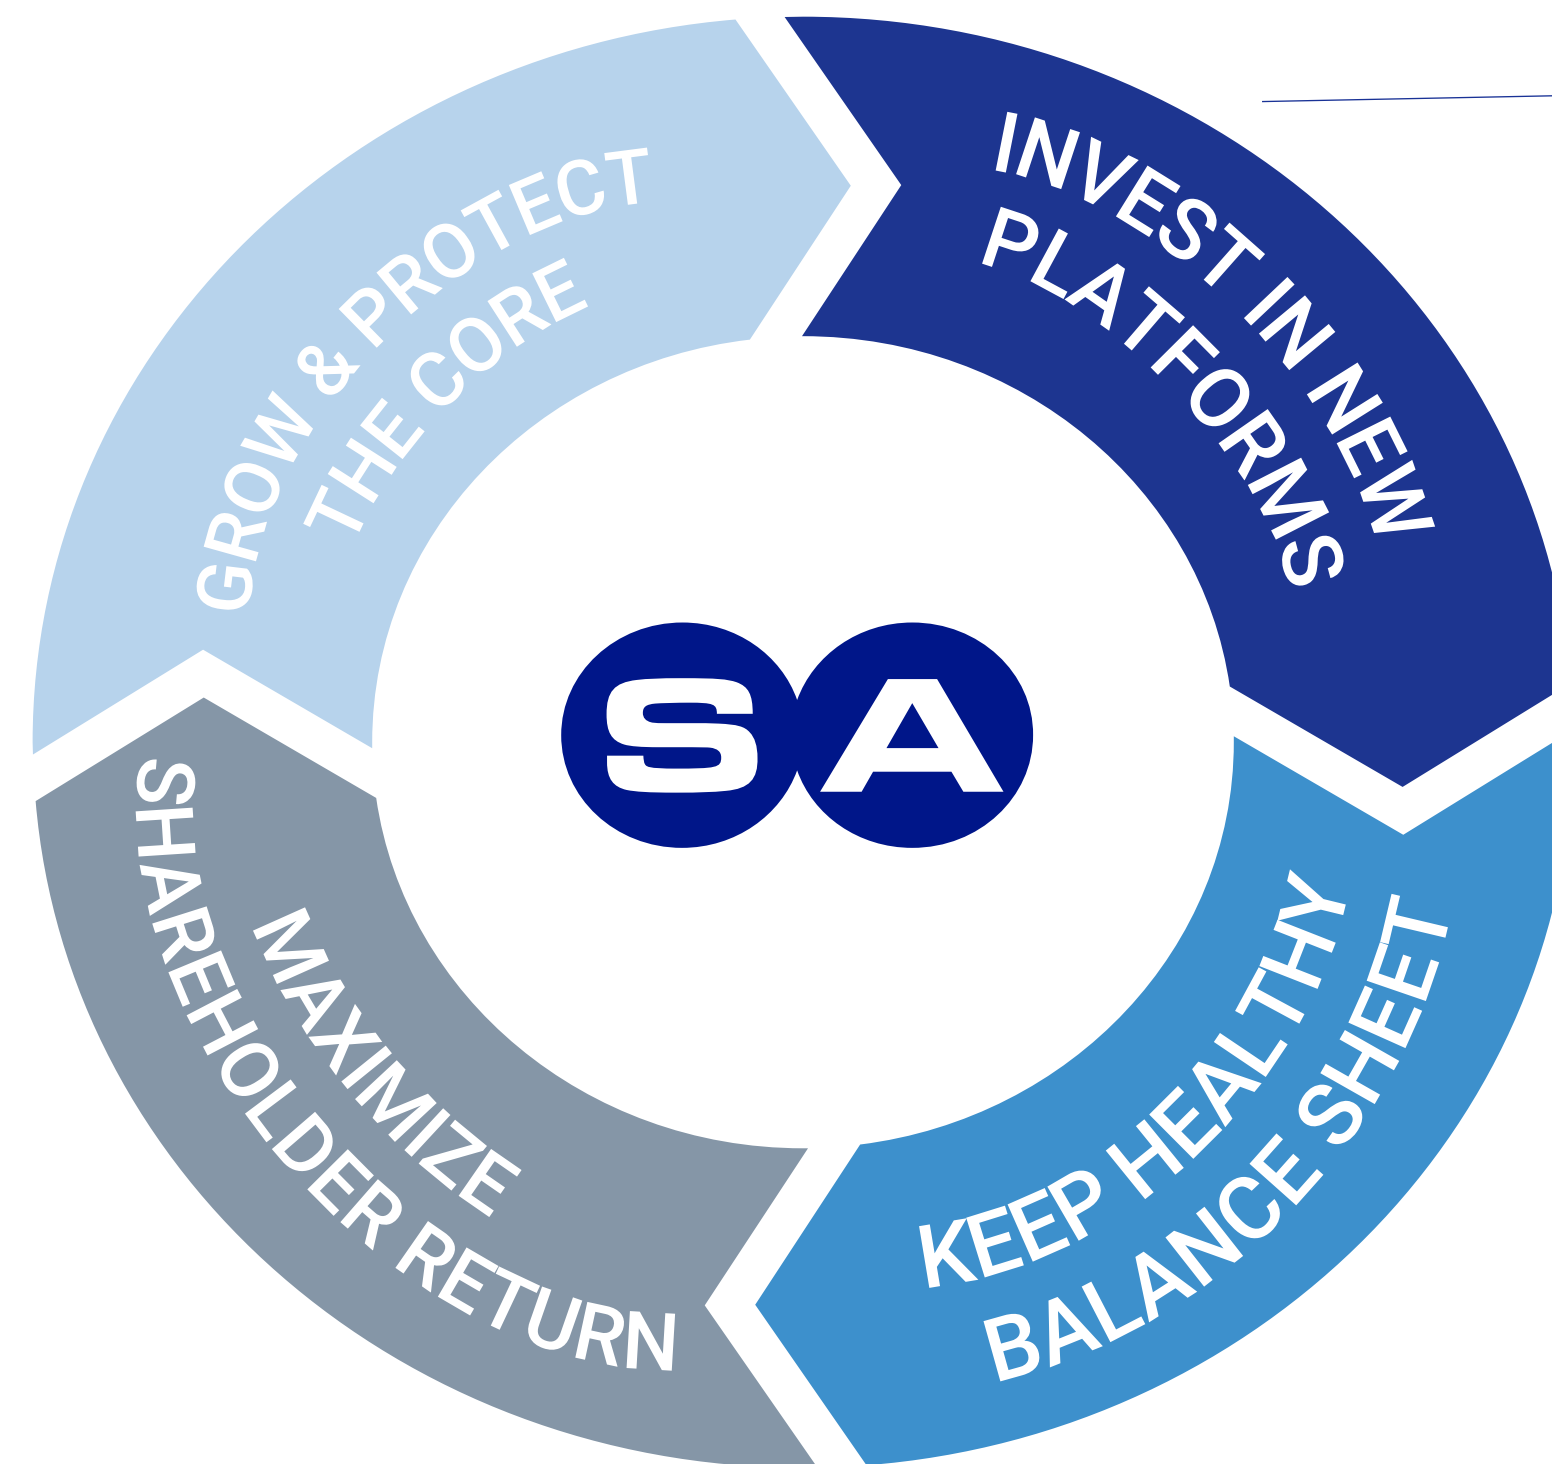 GROW & PROTECT
THE CORE
INVEST IN NEW
PLATFORMS
SA
MAXIMIZE
SHAREHOLDER RETURN
KEEP HEALTHY
BALANCE SHEET